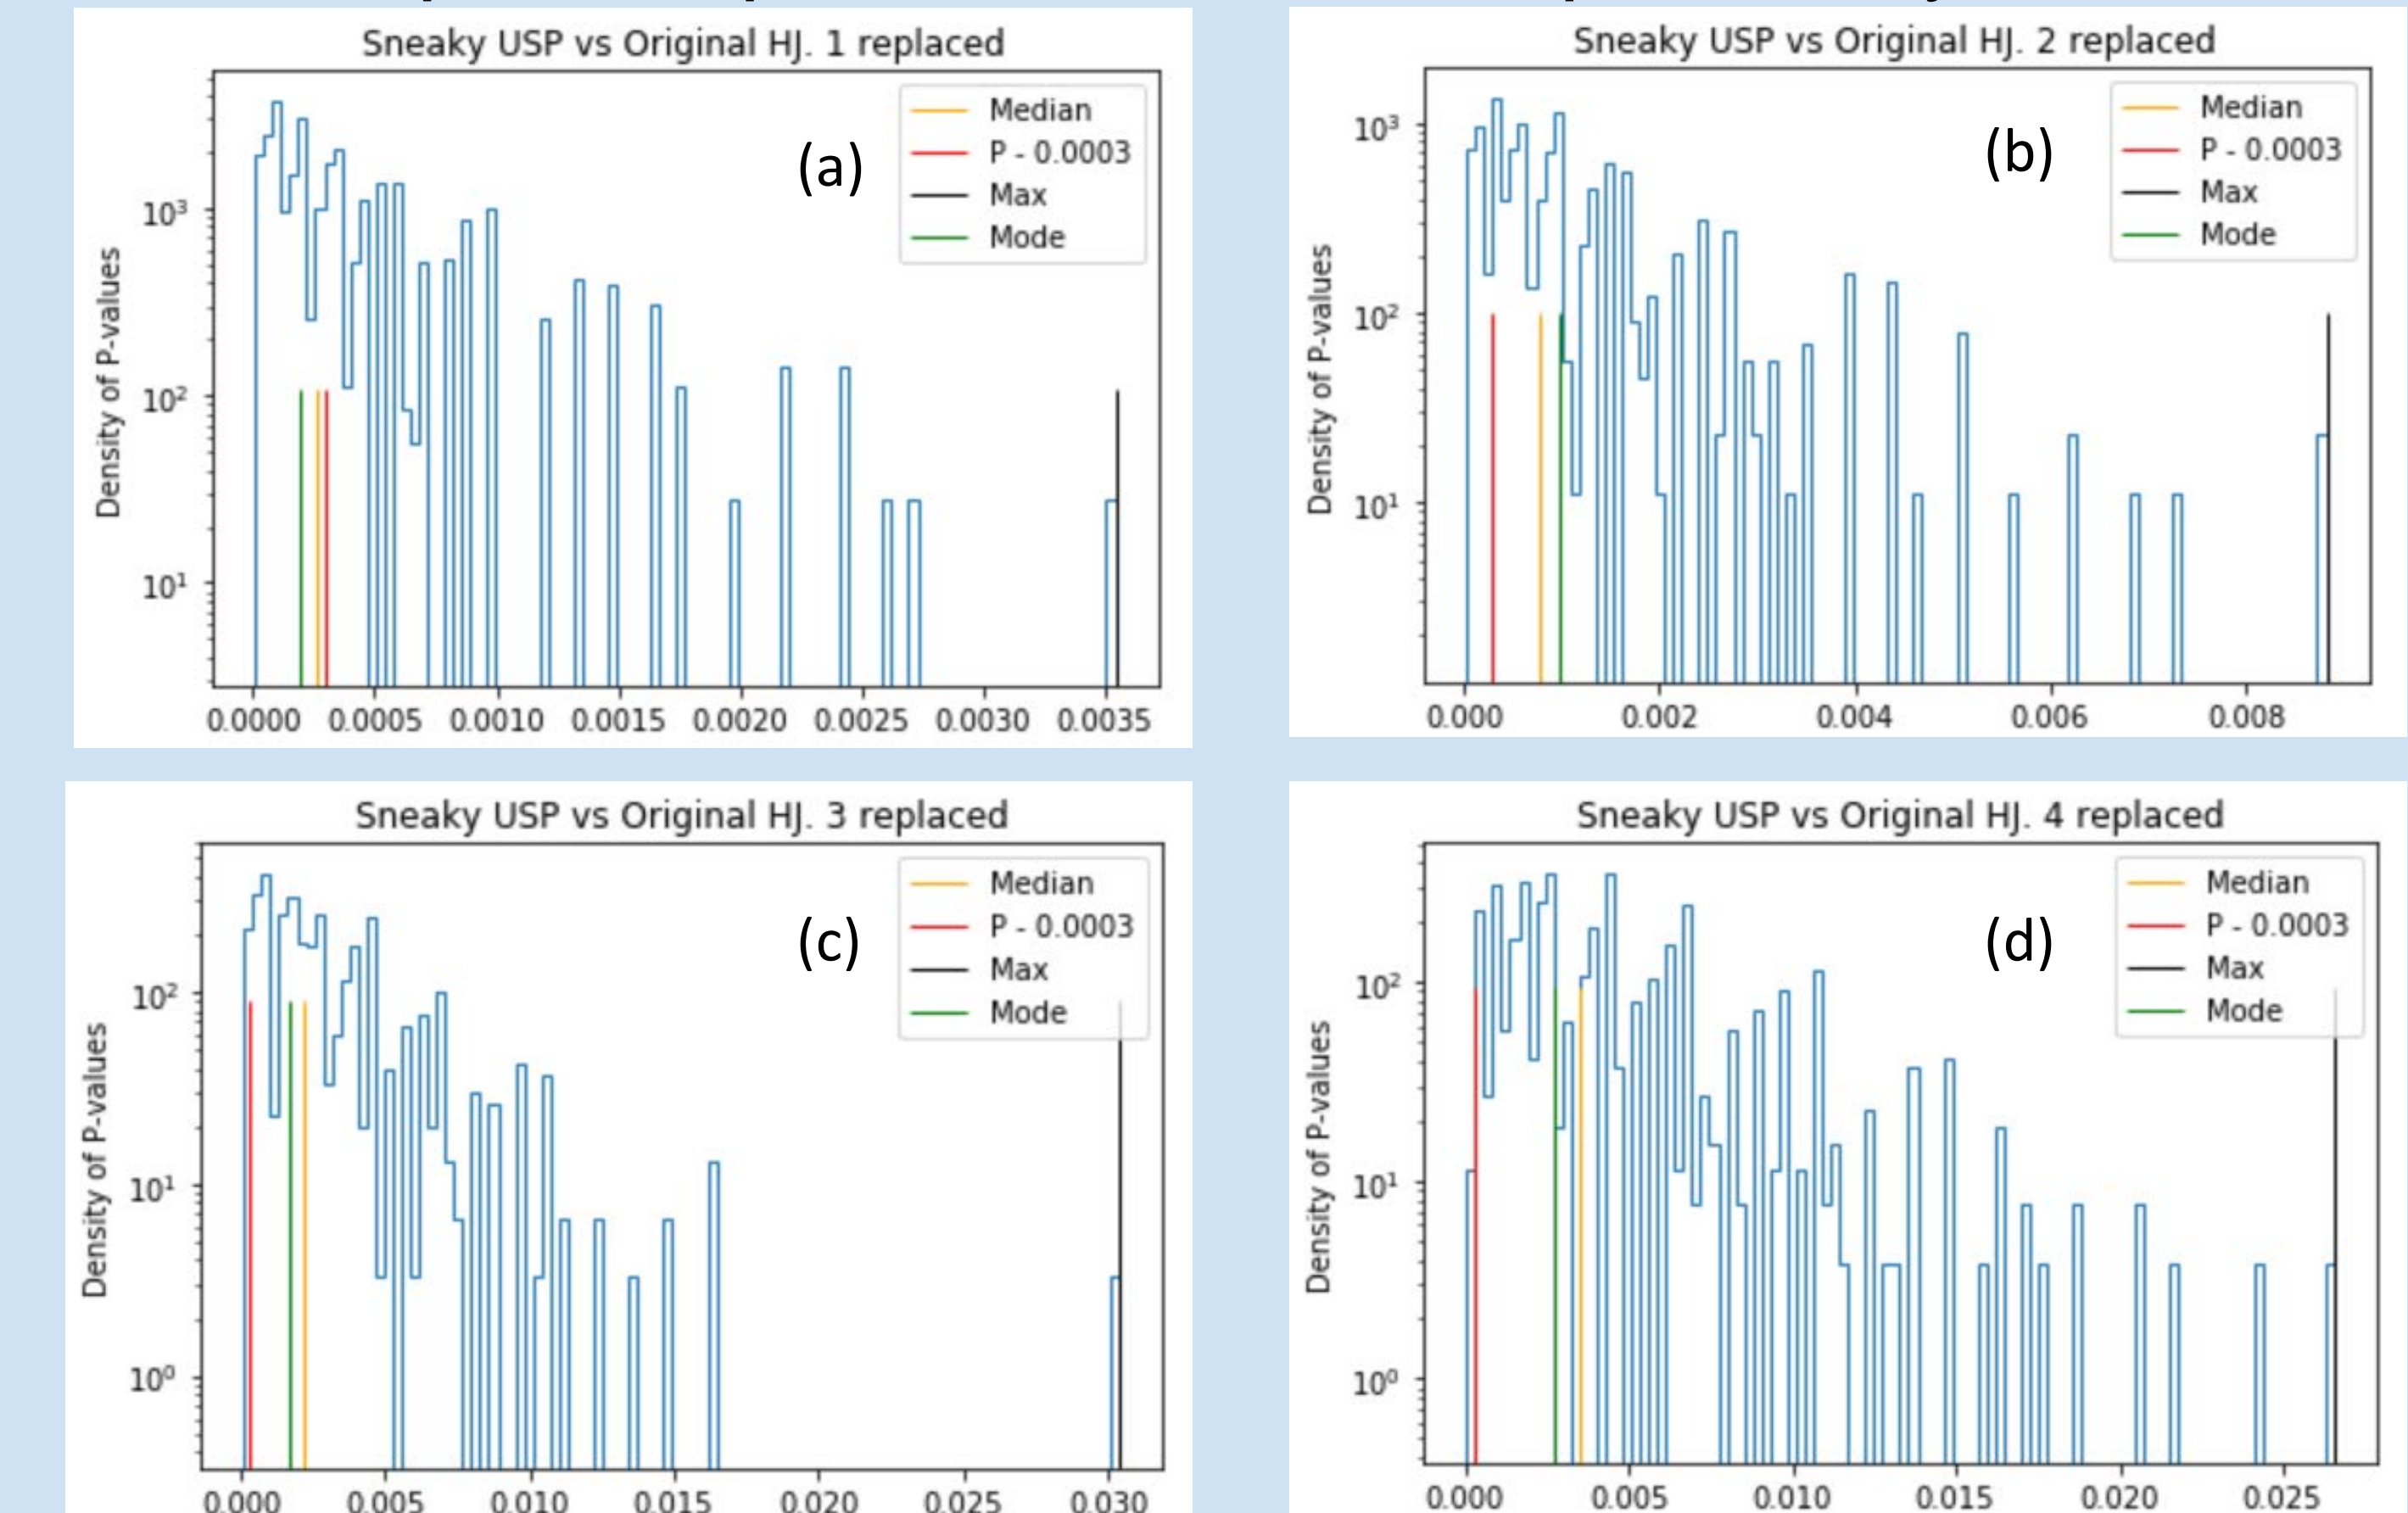 Sneaky USP vs Original HJ. 1 replaced
Median
P - 0.0003
Max
Mode
(a)
Density of P-values
10³
10²
10¹
0.0000 0.0005 0.0010 0.0015 0.0020 0.0025 0.0030 0.0035
Sneaky USP vs Original HJ. 2 replaced
Median
P - 0.0003
Max
Mode
(b)
Density of P-values
10³
10²
10¹
0.000 0.002 0.004 0.006 0.008
Sneaky USP vs Original HJ. 3 replaced
Median
P - 0.0003
Max
Mode
(c)
Density of P-values
10²
10¹
10⁰
0.000 0.005 0.010 0.015 0.020 0.025 0.030
Sneaky USP vs Original HJ. 4 replaced
Median
P - 0.0003
Max
Mode
(d)
Density of P-values
10²
10¹
10⁰
0.000 0.005 0.010 0.015 0.020 0.025